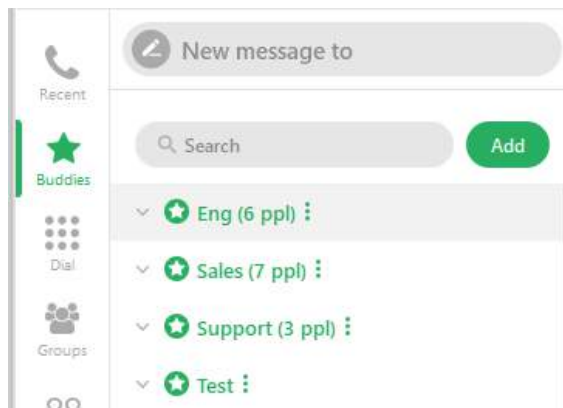 New message to
Recent
Search
Add
Buddies
Eng (6 ppl)
Dial
Sales (7 ppl)
Groups
Support (3 ppl)
Test